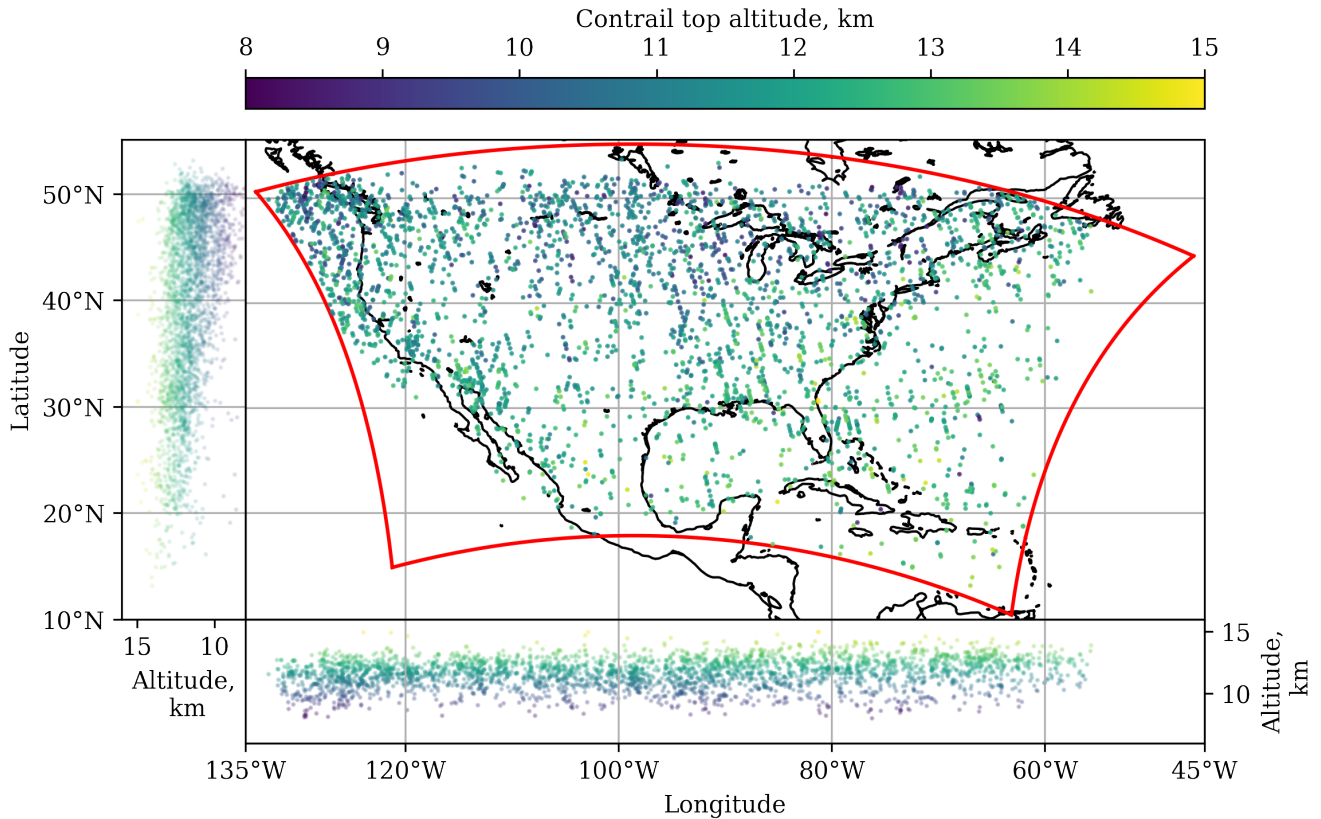 Contrail top altitude, km
8 9 10 11 12 13 14 15
50°N
40°N
30°N
20°N
10°N
Latitude
15 10
Altitude,
km
15
10
Altitude,
km
135°W 120°W 100°W 80°W 60°W 45°W
Longitude